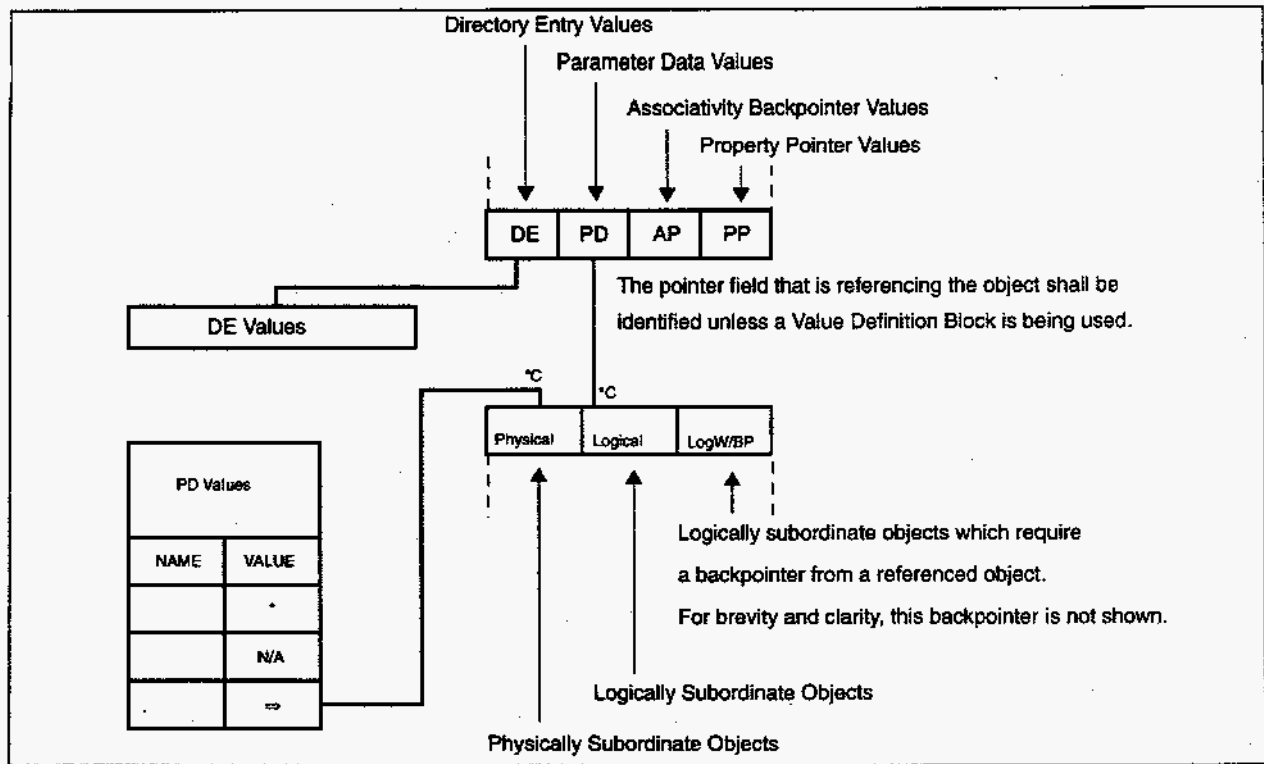 Directory Entry Values
Parameter Data Values
Associativity Backpointer Values
Property Pointer Values
DE PD AP PP
The pointer field that is referencing the object shall be
identified unless a Value Definition Block is being used.
DE Values
°C
°C
Physical Logical LogW/BP
PD Values
NAME VALUE
*
N/A
⇒
Logically subordinate objects which require
a backpointer from a referenced object.
For brevity and clarity, this backpointer is not shown.
Logically Subordinate Objects
Physically Subordinate Objects